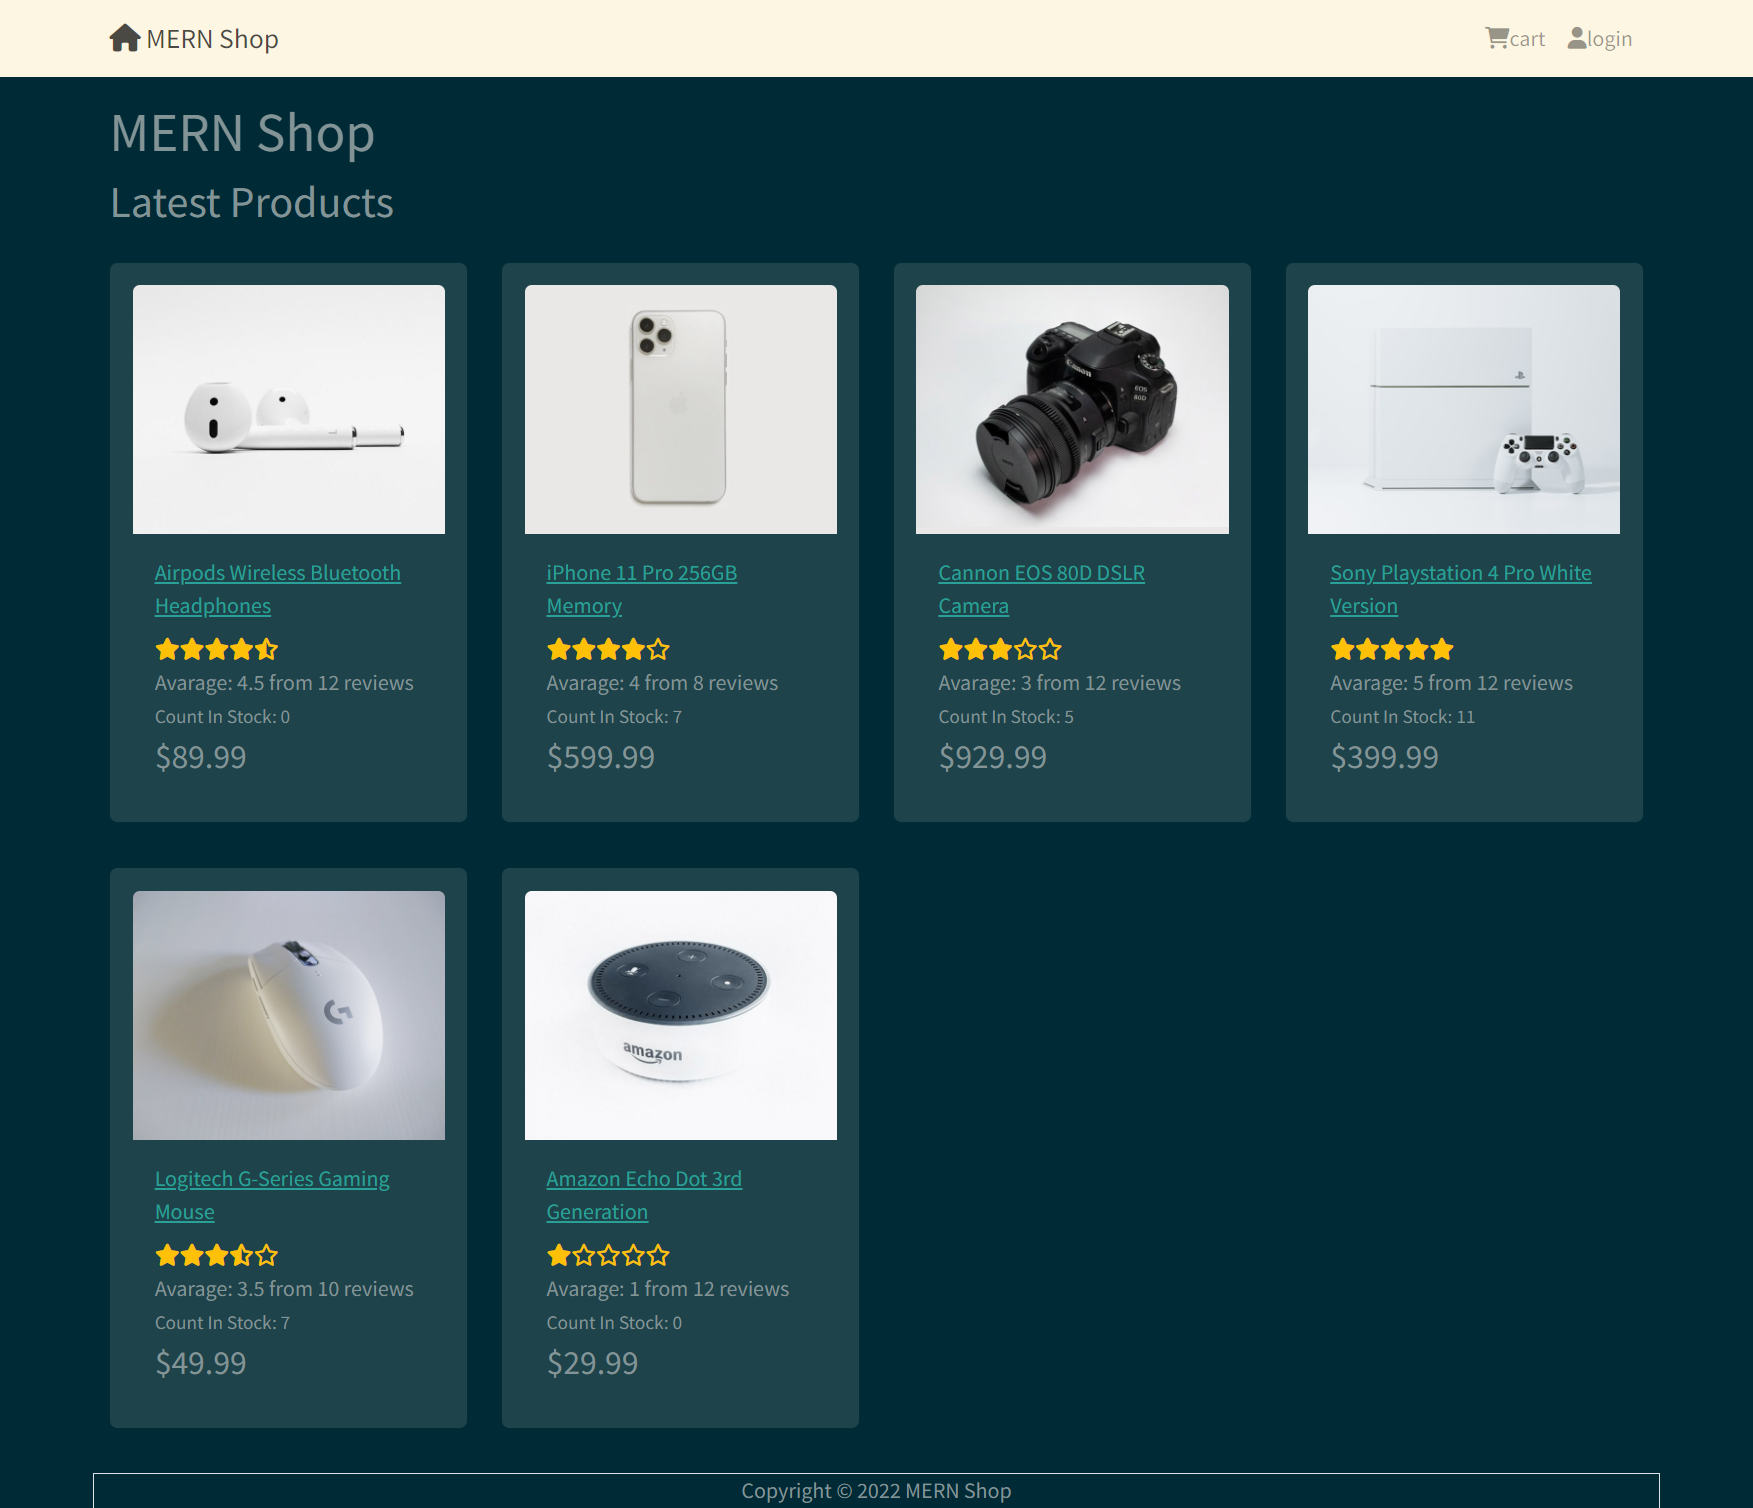 MERN Shop
cart
login
MERN Shop
Latest Products
Canon
EOS
80D
Airpods Wireless Bluetooth
Headphones
Avarage: 4.5 from 12 reviews
Count In Stock: 0
$89.99
iPhone 11 Pro 256GB
Memory
Avarage: 4 from 8 reviews
Count In Stock: 7
$599.99
Cannon EOS 80D DSLR
Camera
Avarage: 3 from 12 reviews
Count In Stock: 5
$929.99
Sony Playstation 4 Pro White
Version
Avarage: 5 from 12 reviews
Count In Stock: 11
$399.99
G
Logitech G-Series Gaming
Mouse
Avarage: 3.5 from 10 reviews
Count In Stock: 7
$49.99
amazon
Amazon Echo Dot 3rd
Generation
Avarage: 1 from 12 reviews
Count In Stock: 0
$29.99
Copyright © 2022 MERN Shop